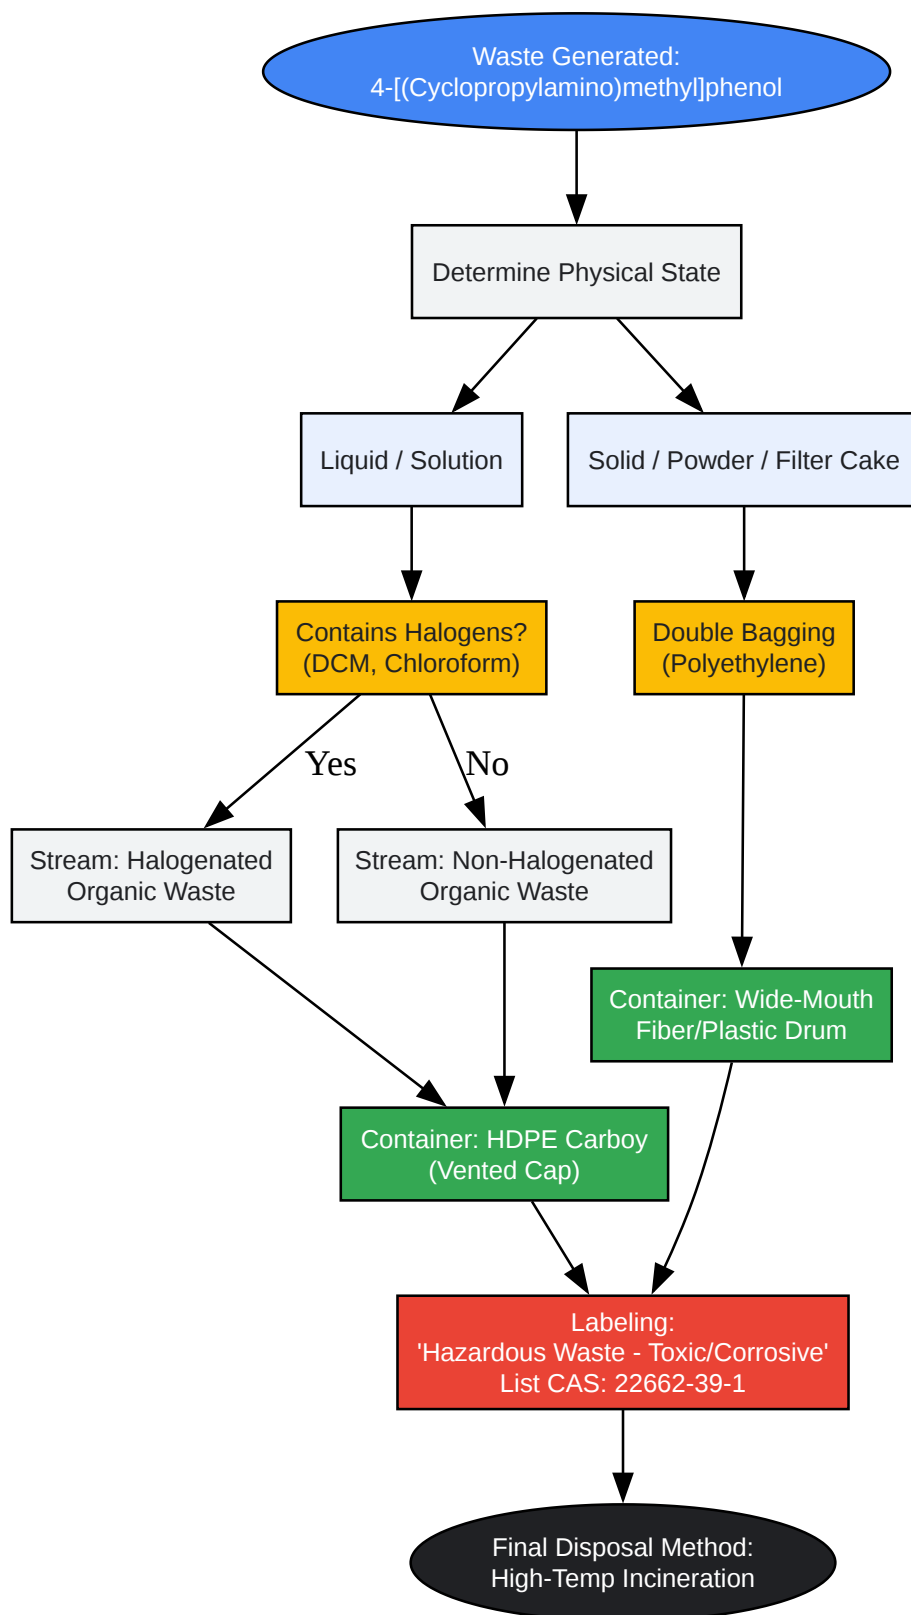 Waste Generated:
4-[(Cyclopropylamino)methyl]phenol
Determine Physical State
Liquid / Solution
Solid / Powder / Filter Cake
Contains Halogens?
(DCM, Chloroform)
Double Bagging
(Polyethylene)
Yes
No
Stream: Halogenated
Organic Waste
Stream: Non-Halogenated
Organic Waste
Container: Wide-Mouth
Fiber/Plastic Drum
Container: HDPE Carboy
(Vented Cap)
Labeling:
'Hazardous Waste - Toxic/Corrosive'
List CAS: 22662-39-1
Final Disposal Method:
High-Temp Incineration